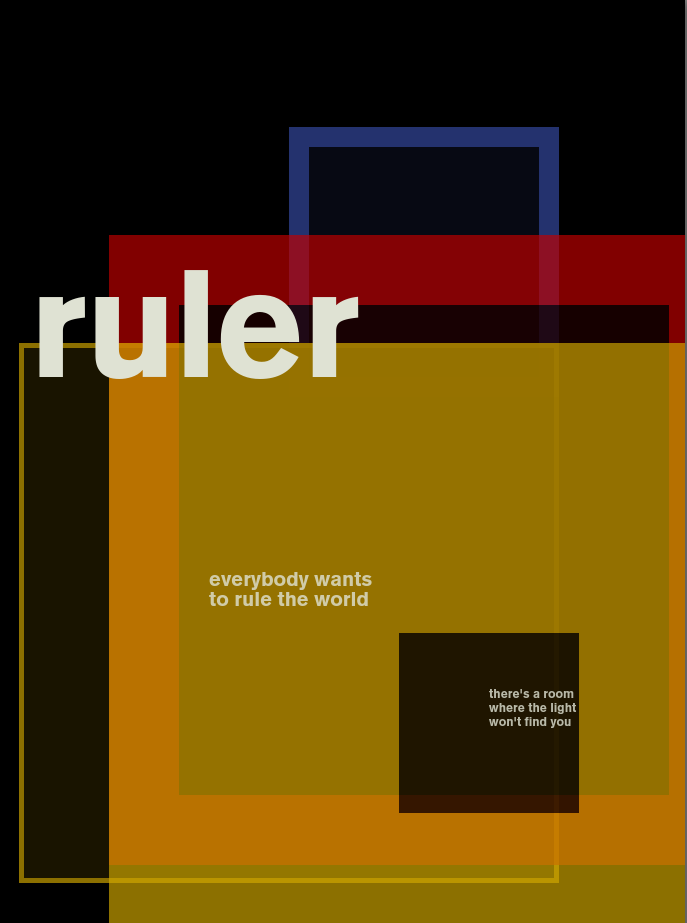 ruler
everybody wants
to rule the world
there's a room
where the light
won't find you